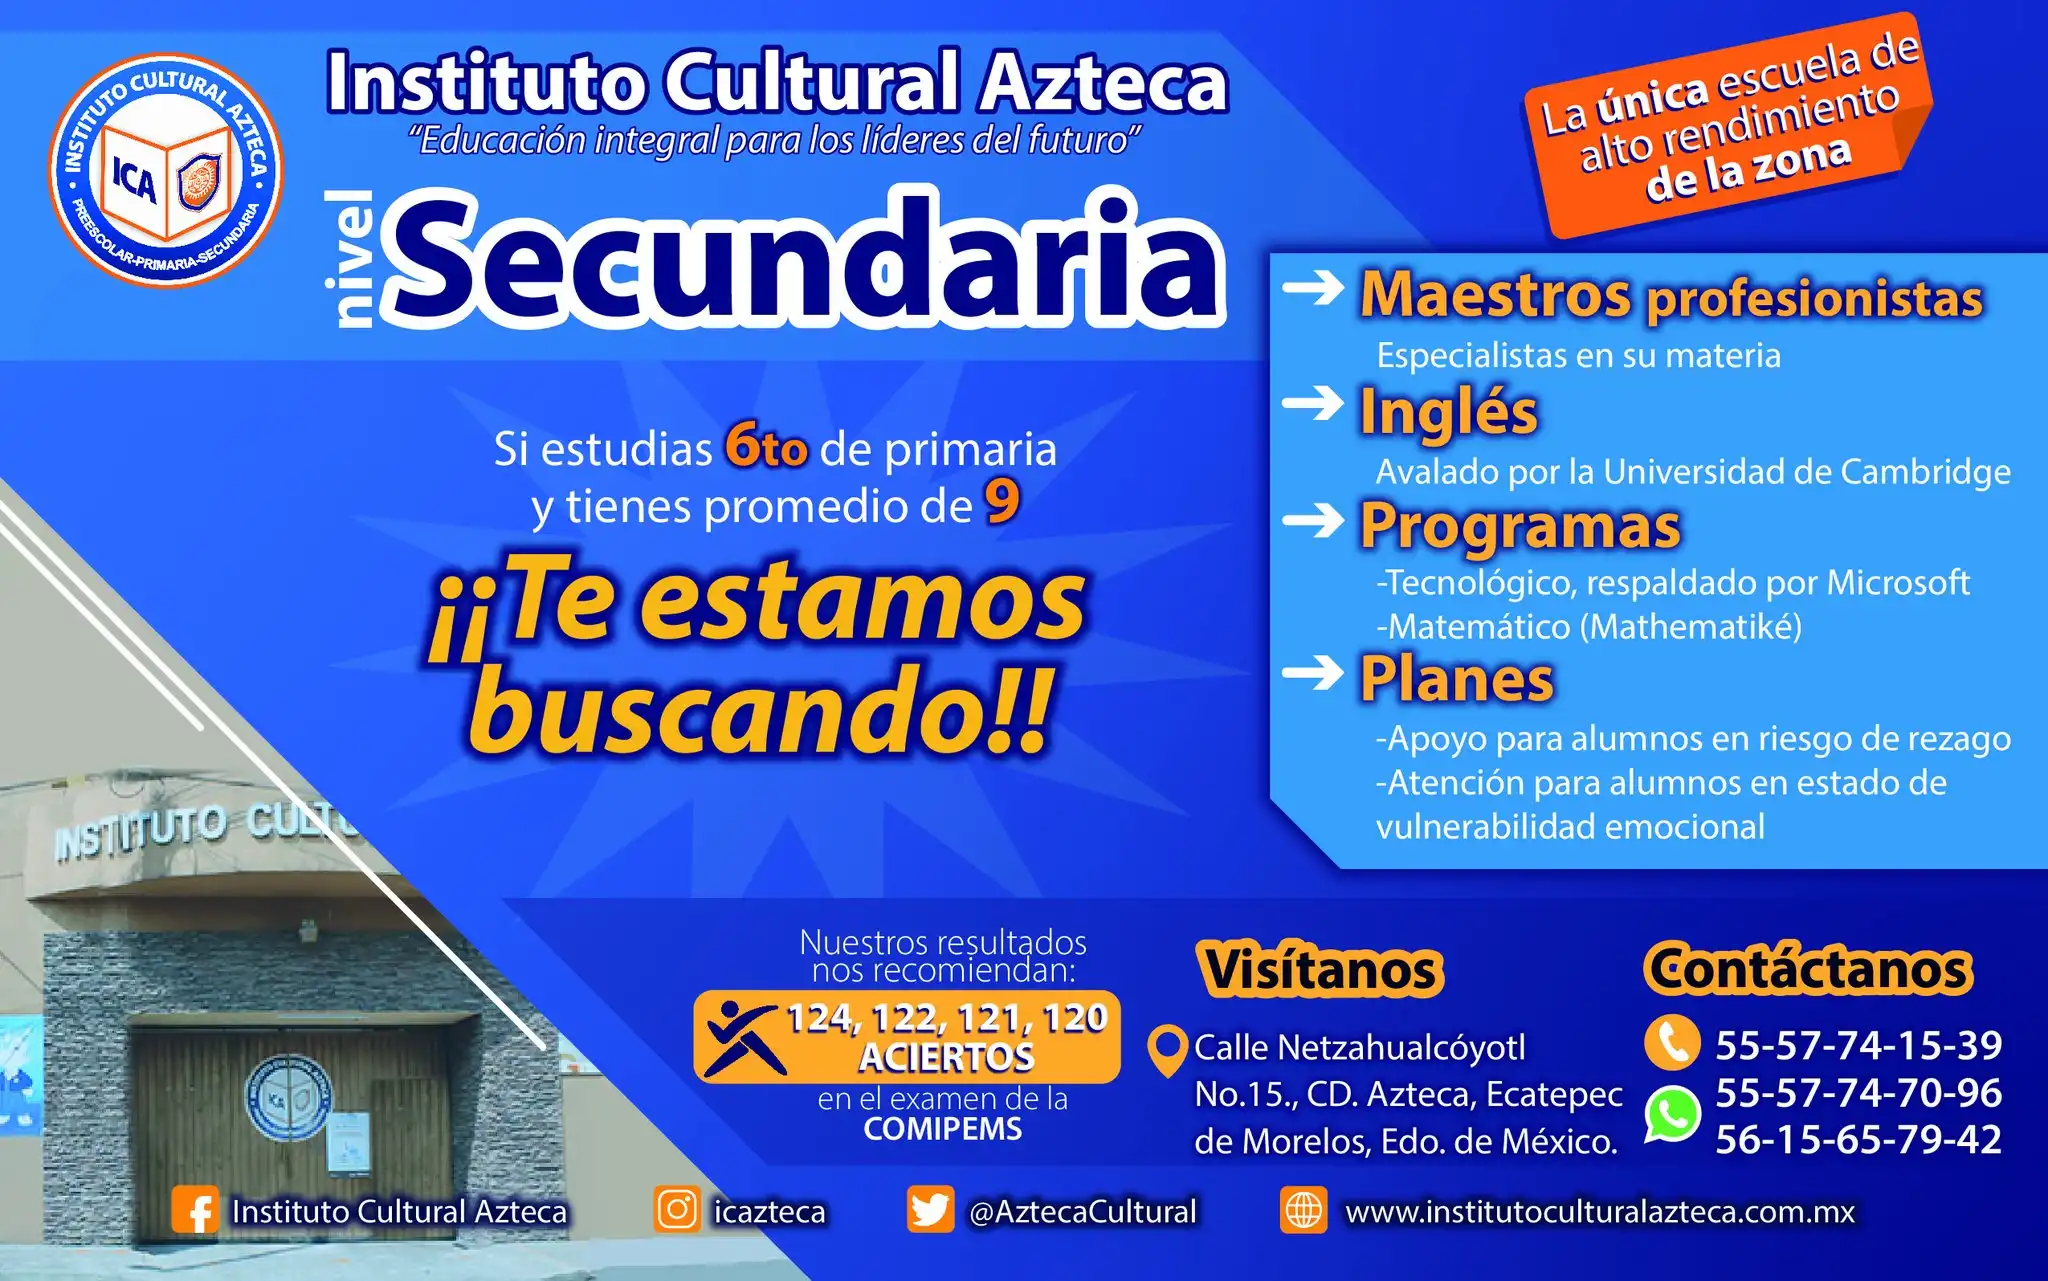 INSTITUTO CULTURAL AZTECA
ICA
PREESCOLAR-PRIMARIA-SECUNDARIA
Instituto Cultural Azteca
“Educación integral para los líderes del futuro”
nivel
Secundaria
La única escuela de
alto rendimiento
de la zona
Si estudias 6to de primaria
y tienes promedio de 9
¡¡Te estamos
buscando!!
Maestros profesionistas
Especialistas en su materia
Inglés
Avalado por la Universidad de Cambridge
Programas
-Tecnológico, respaldado por Microsoft
-Matemático (Mathematiké)
Planes
-Apoyo para alumnos en riesgo de rezago
-Atención para alumnos en estado de
vulnerabilidad emocional
INSTITUTO CULTU
ICA
Nuestros resultados
nos recomiendan:
124, 122, 121, 120
ACIERTOS
en el examen de la
COMIPEMS
Visítanos
Calle Netzahualcóyotl
No.15., CD. Azteca, Ecatepec
de Morelos, Edo. de México.
Contáctanos
55-57-74-15-39
55-57-74-70-96
56-15-65-79-42
Instituto Cultural Azteca
icazteca
@AztecaCultural
www.institutoculturalazteca.com.mx